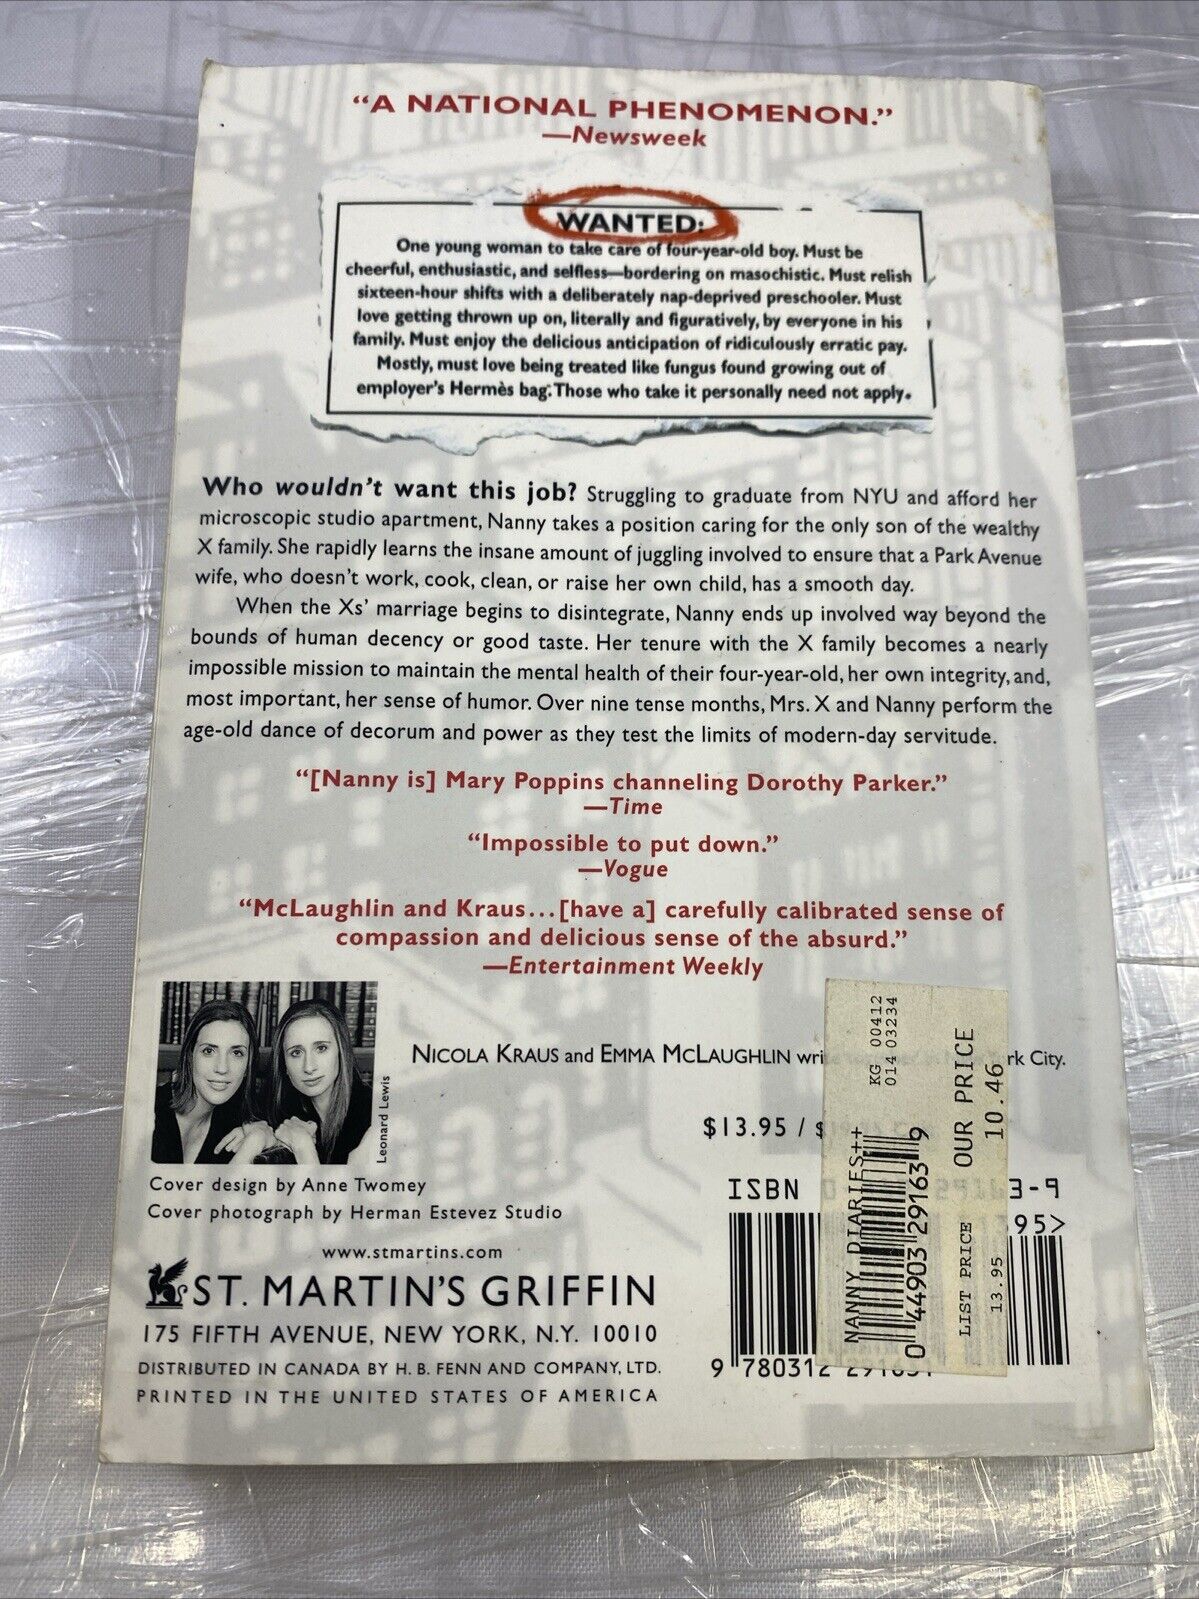 “A NATIONAL PHENOMENON.”
—Newsweek
WANTED:
One young woman to take care of four-year-old boy. Must be
cheerful, enthusiastic, and selfless—bordering on masochistic. Must relish
sixteen-hour shifts with a deliberately nap-deprived preschooler. Must
love getting thrown up on, literally and figuratively, by everyone in his
family. Must enjoy the delicious anticipation of ridiculously erratic pay.
Mostly, must love being treated like fungus found growing out of
employer's Hermès bag. Those who take it personally need not apply.
Who wouldn't want this job? Struggling to graduate from NYU and afford her
microscopic studio apartment, Nanny takes a position caring for the only son of the wealthy
X family. She rapidly learns the insane amount of juggling involved to ensure that a Park Avenue
wife, who doesn't work, cook, clean, or raise her own child, has a smooth day.
When the Xs' marriage begins to disintegrate, Nanny ends up involved way beyond the
bounds of human decency or good taste. Her tenure with the X family becomes a nearly
impossible mission to maintain the mental health of their four-year-old, her own integrity, and,
most important, her sense of humor. Over nine tense months, Mrs. X and Nanny perform the
age-old dance of decorum and power as they test the limits of modern-day servitude.
“[Nanny is] Mary Poppins channeling Dorothy Parker.”
—Time
“Impossible to put down.”
—Vogue
“McLaughlin and Kraus...[have a] carefully calibrated sense of
compassion and delicious sense of the absurd.”
—Entertainment Weekly
Leonard Lewis
NICOLA KRAUS and EMMA MCLAUGHLIN wri rk City.
$13.95 / $
Cover design by Anne Twomey
Cover photograph by Herman Estevez Studio
www.stmartins.com
ST. MARTIN'S GRIFFIN
175 FIFTH AVENUE, NEW YORK, N.Y. 10010
DISTRIBUTED IN CANADA BY H. B. FENN AND COMPANY, LTD.
PRINTED IN THE UNITED STATES OF AMERICA
ISBN 3-9
95>
9 780312
KG 00412
014 03234
NANNY DIARIES++
0 44903 29163 9
OUR PRICE
10.46
LIST PRICE
13.95